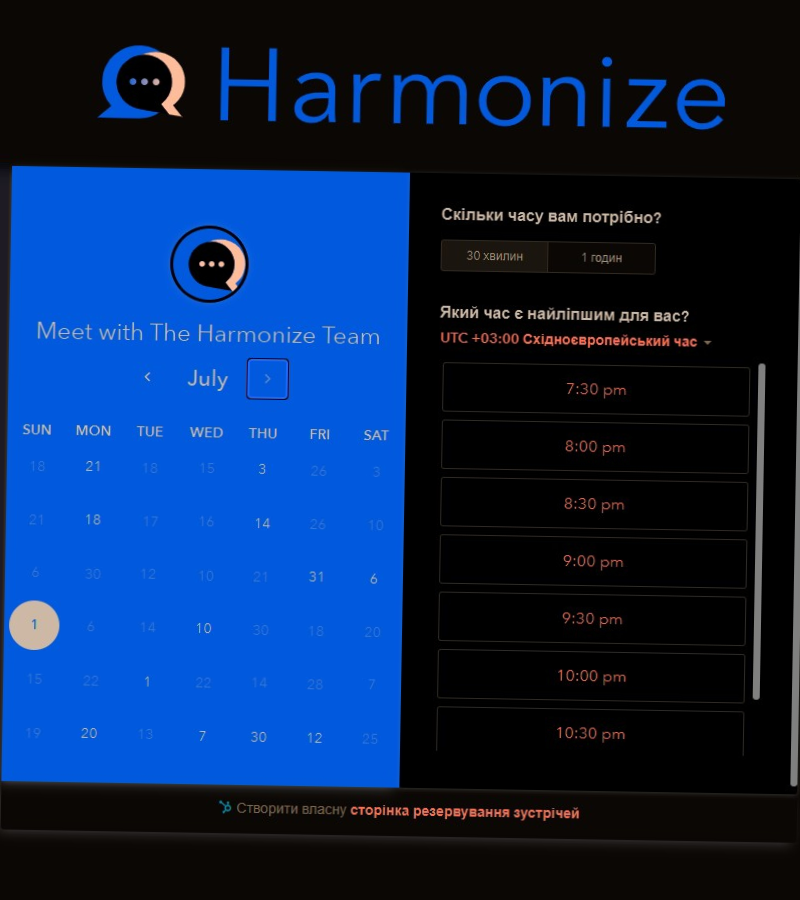 Harmonize
Meet with The Harmonize Team
July
SUN MON TUE WED THU FRI SAT
18 21 18 15 3 26 3
21 18 17 16 14 26 10
6 30 12 10 21 31 6
1 6 14 10 30 18 20
15 22 1 22 14 28 7
19 20 13 7 30 12 25
Скільки часу вам потрібно?
30 хвилин 1 годин
Який час є найліпшим для вас?
UTC +03:00 Східноєвропейський час
7:30 pm
8:00 pm
8:30 pm
9:00 pm
9:30 pm
10:00 pm
10:30 pm
Створити власну сторінка резервування зустрічей